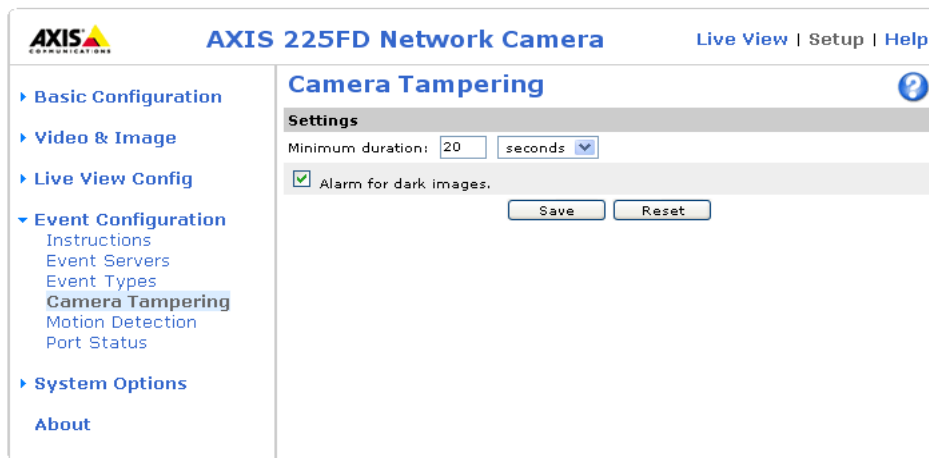 AXIS
COMMUNICATIONS
AXIS 225FD Network Camera
Live View | Setup | Help
Basic Configuration
Video & Image
Live View Config
Event Configuration
Instructions
Event Servers
Event Types
Camera Tampering
Motion Detection
Port Status
System Options
About
Camera Tampering
?
Settings
Minimum duration: 20 seconds
Alarm for dark images.
Save Reset